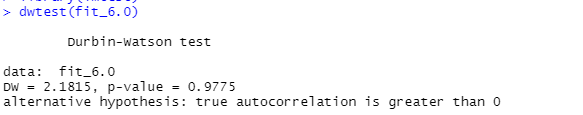 > dwtest(fit_6.0)
Durbin-Watson test
data:  fit_6.0
DW = 2.1815, p-value = 0.9775
alternative hypothesis: true autocorrelation is greater than 0